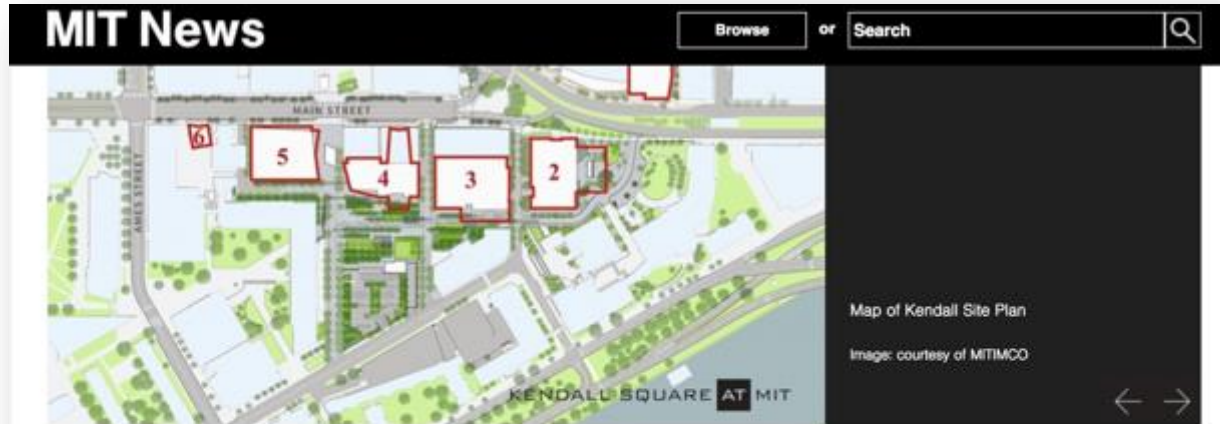 MIT News
Browse or Search
MAIN STREET
6
5
4
3
2
AMES STREET
Map of Kendall Site Plan
Image: courtesy of MITIMCO
KENDALL SQUARE AT MIT